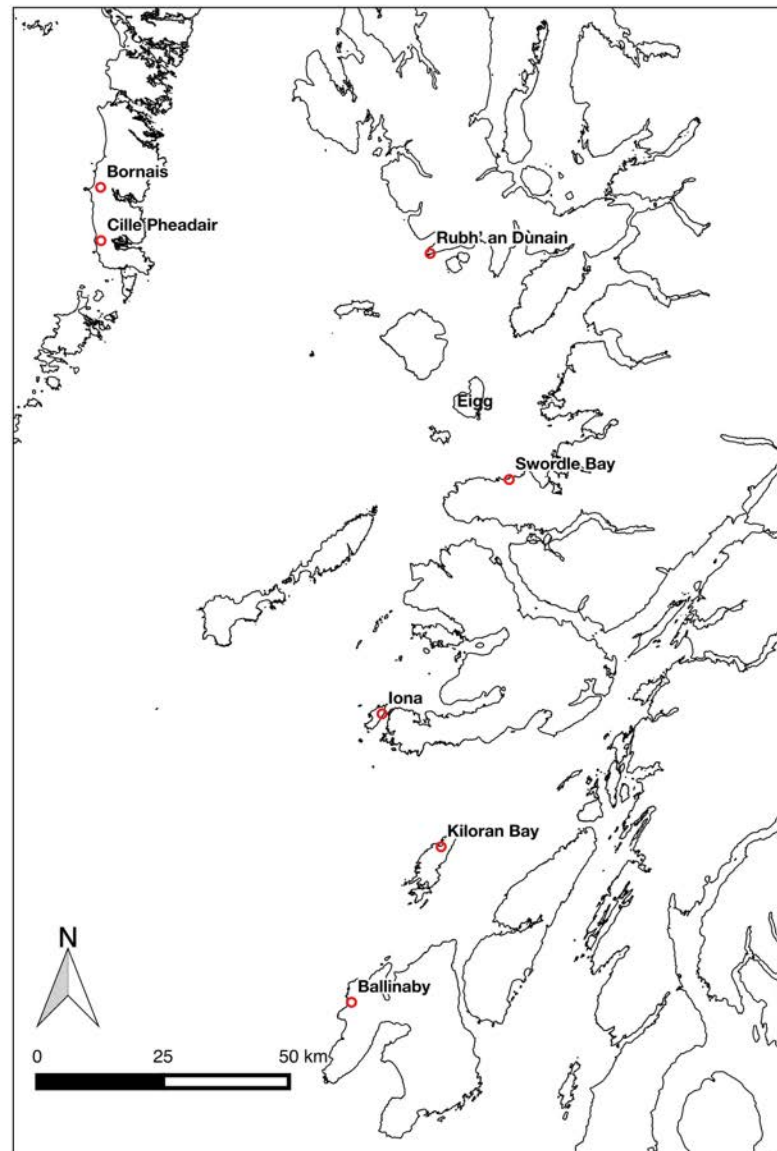 Bornais
Cille Pheadair
Rubh' an Dùnain
Eigg
Swordle Bay
Iona
Kiloran Bay
N
Ballinaby
0 25 50 km